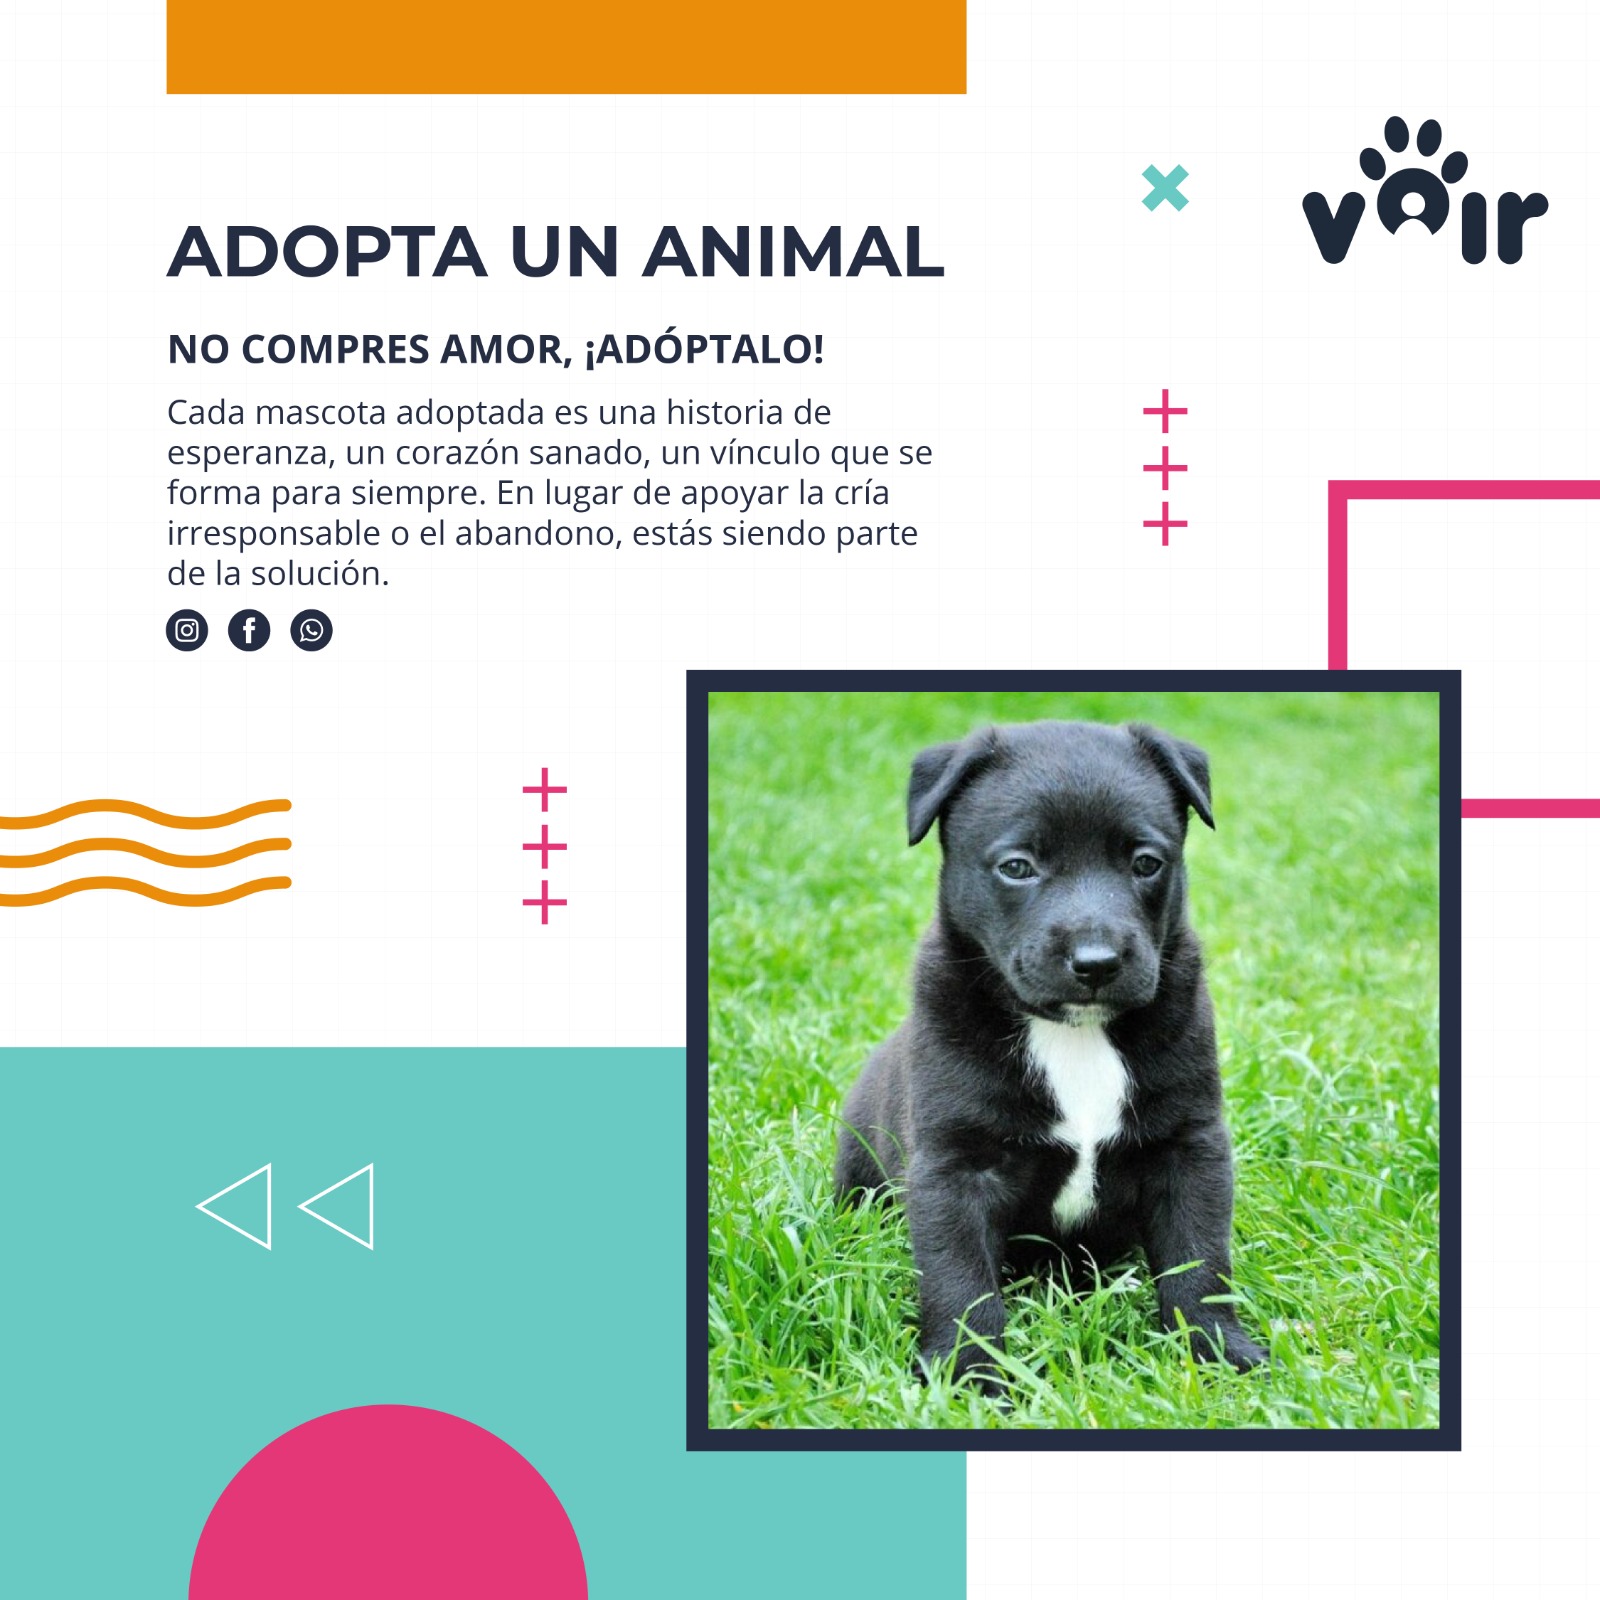 voir
ADOPTA UN ANIMAL
NO COMPRES AMOR, ¡ADÓPTALO!
Cada mascota adoptada es una historia de
esperanza, un corazón sanado, un vínculo que se
forma para siempre. En lugar de apoyar la cría
irresponsable o el abandono, estás siendo parte
de la solución.